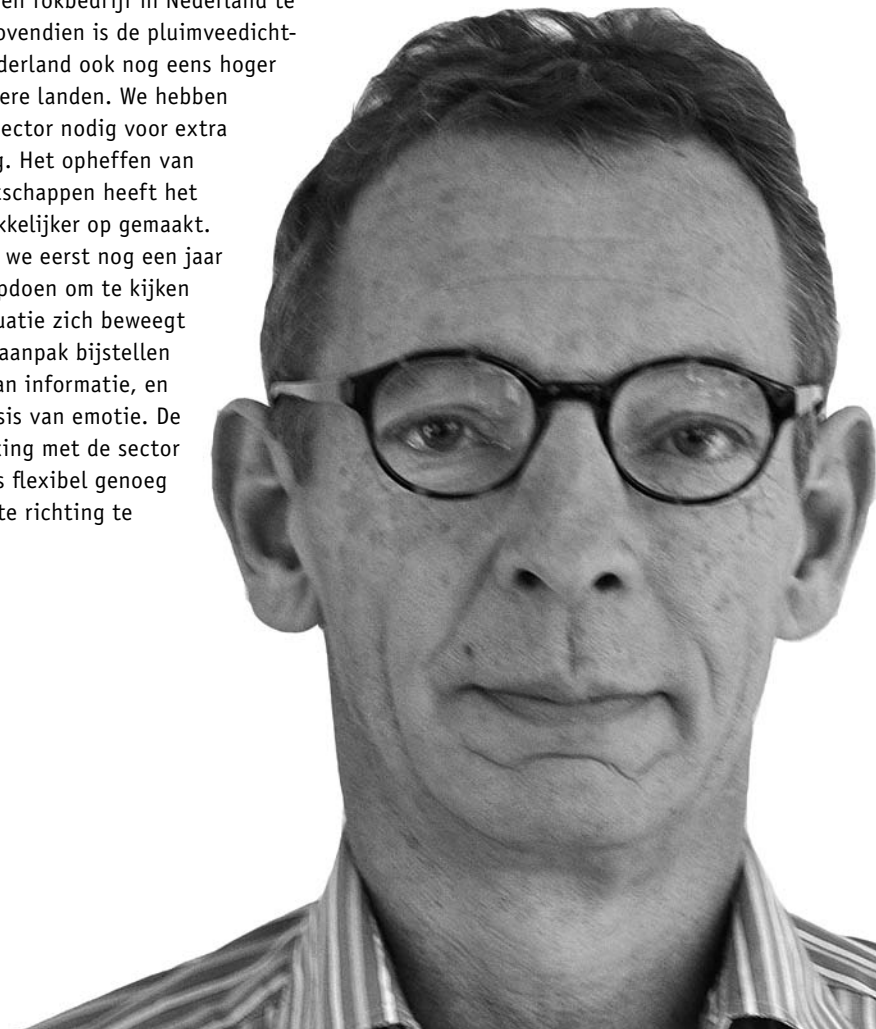 en fokbedrijf in Nederland te
ovendien is de pluimveedicht-
derland ook nog eens hoger
ere landen. We hebben
ector nodig voor extra
g. Het opheffen van
tschappen heeft het
kkelijker op gemaakt.
we eerst nog een jaar
pdoen om te kijken
uatie zich beweegt
aanpak bijstellen
an informatie, en
sis van emotie. De
king met de sector
s flexibel genoeg
te richting te